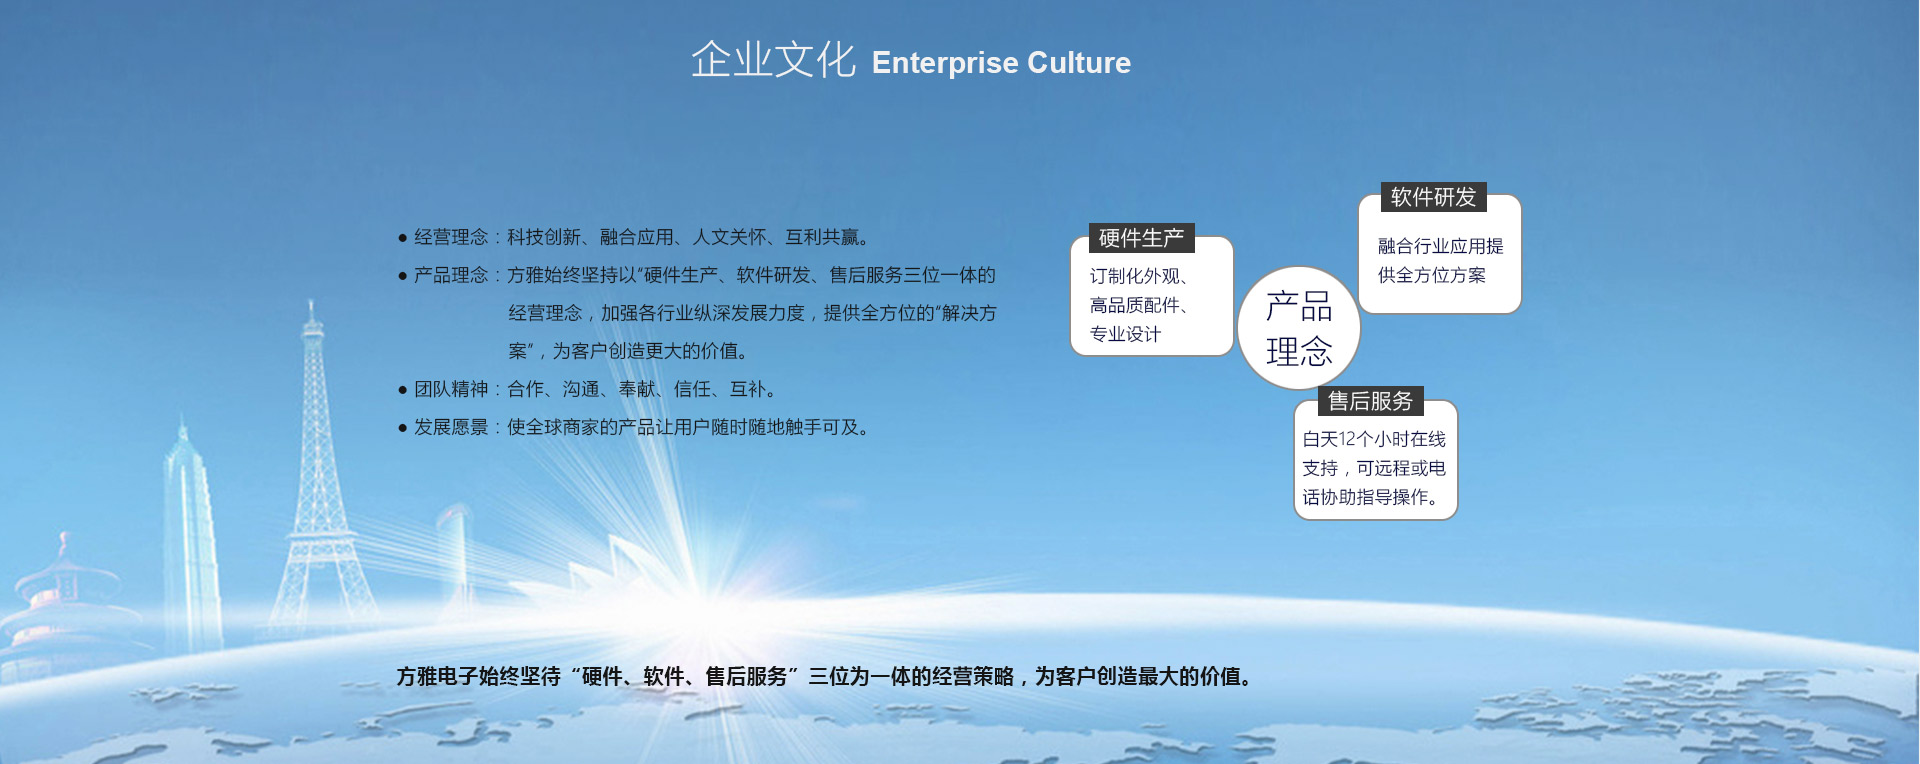 企业文化 Enterprise Culture
● 经营理念：科技创新、融合应用、人文关怀、互利共赢。
● 产品理念：方雅始终坚持以“硬件生产、软件研发、售后服务三位一体的
经营理念，加强各行业纵深发展力度，提供全方位的“解决方
案”，为客户创造更大的价值。
● 团队精神：合作、沟通、奉献、信任、互补。
● 发展愿景：使全球商家的产品让用户随时随地触手可及。
硬件生产
订制化外观、
高品质配件、
专业设计
产品
理念
软件研发
融合行业应用提
供全方位方案
售后服务
白天12个小时在线
支持，可远程或电
话协助指导操作。
方雅电子始终坚待“硬件、软件、售后服务”三位为一体的经营策略，为客户创造最大的价值。